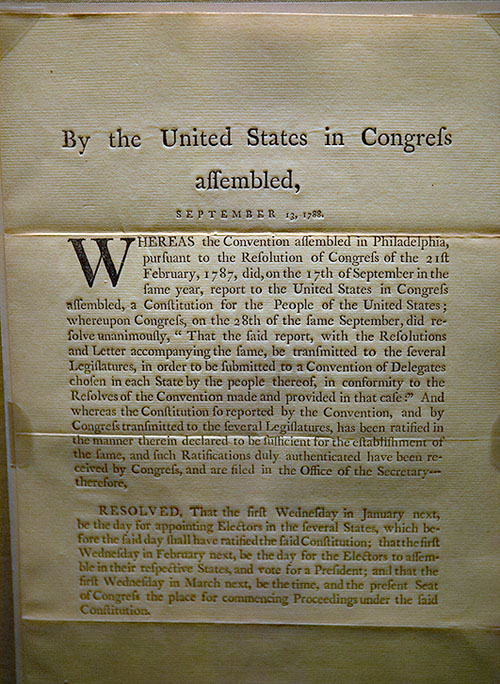 By the United States in Congreſs
aſſembled,
SEPTEMBER 13, 1788.
WHEREAS the Convention aſſembled in Philadelphia,
purſuant to the Reſolution of Congreſs of the 21ſt
February, 1787, did, on the 17th of September in the
ſame year, report to the United States in Congreſs
aſſembled, a Conſtitution for the People of the United States;
whereupon Congreſs, on the 28th of the ſame September, did re-
ſolve unanimouſly, “ That the ſaid report, with the Reſolutions
and Letter accompanying the ſame, be tranſmitted to the ſeveral
Legiſlatures, in order to be ſubmitted to a Convention of Delegates
choſen in each State by the people thereof, in conformity to the
Reſolves of the Convention made and provided in that caſe:” And
whereas the Conſtitution ſo reported by the Convention, and by
Congreſs tranſmitted to the ſeveral Legiſlatures, has been ratified in
the manner therein declared to be ſufficient for the eſtabliſhment of
the ſame, and ſuch Ratifications duly authenticated have been re-
ceived by Congreſs, and are filed in the Office of the Secretary—
therefore,
RESOLVED, That the firſt Wedneſday in January next,
be the day for appointing Electors in the ſeveral States, which be-
fore the ſaid day ſhall have ratified the ſaid Conſtitution; that the firſt
Wedneſday in February next, be the day for the Electors to aſſem-
ble in their reſpective States, and vote for a Preſident; and that the
firſt Wedneſday in March next, be the time, and the preſent Seat
of Congreſs the place for commencing Proceedings under the ſaid
Conſtitution.